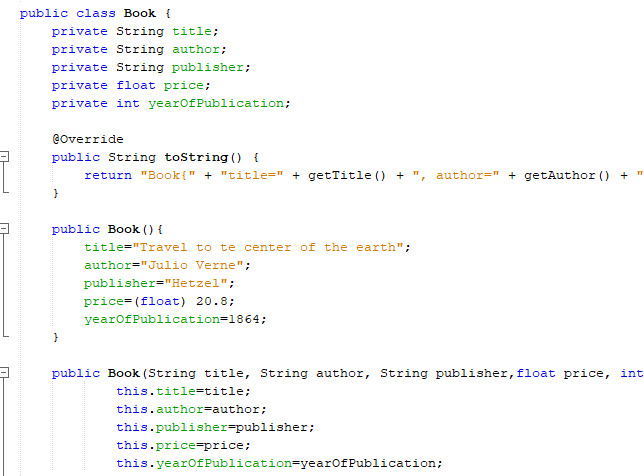 public class Book {
private String title;
private String author;
private String publisher;
private float price;
private int yearOfPublication;
@Override
public String toString() {
return "Book{" + "title=" + getTitle() + ", author=" + getAuthor() + "
}
public Book(){
title="Travel to te center of the earth";
author="Julio Verne";
publisher="Hetzel";
price=(float) 20.8;
yearOfPublication=1864;
}
public Book(String title, String author, String publisher,float price, int
this.title=title;
this.author=author;
this.publisher=publisher;
this.price=price;
this.yearOfPublication=yearOfPublication;